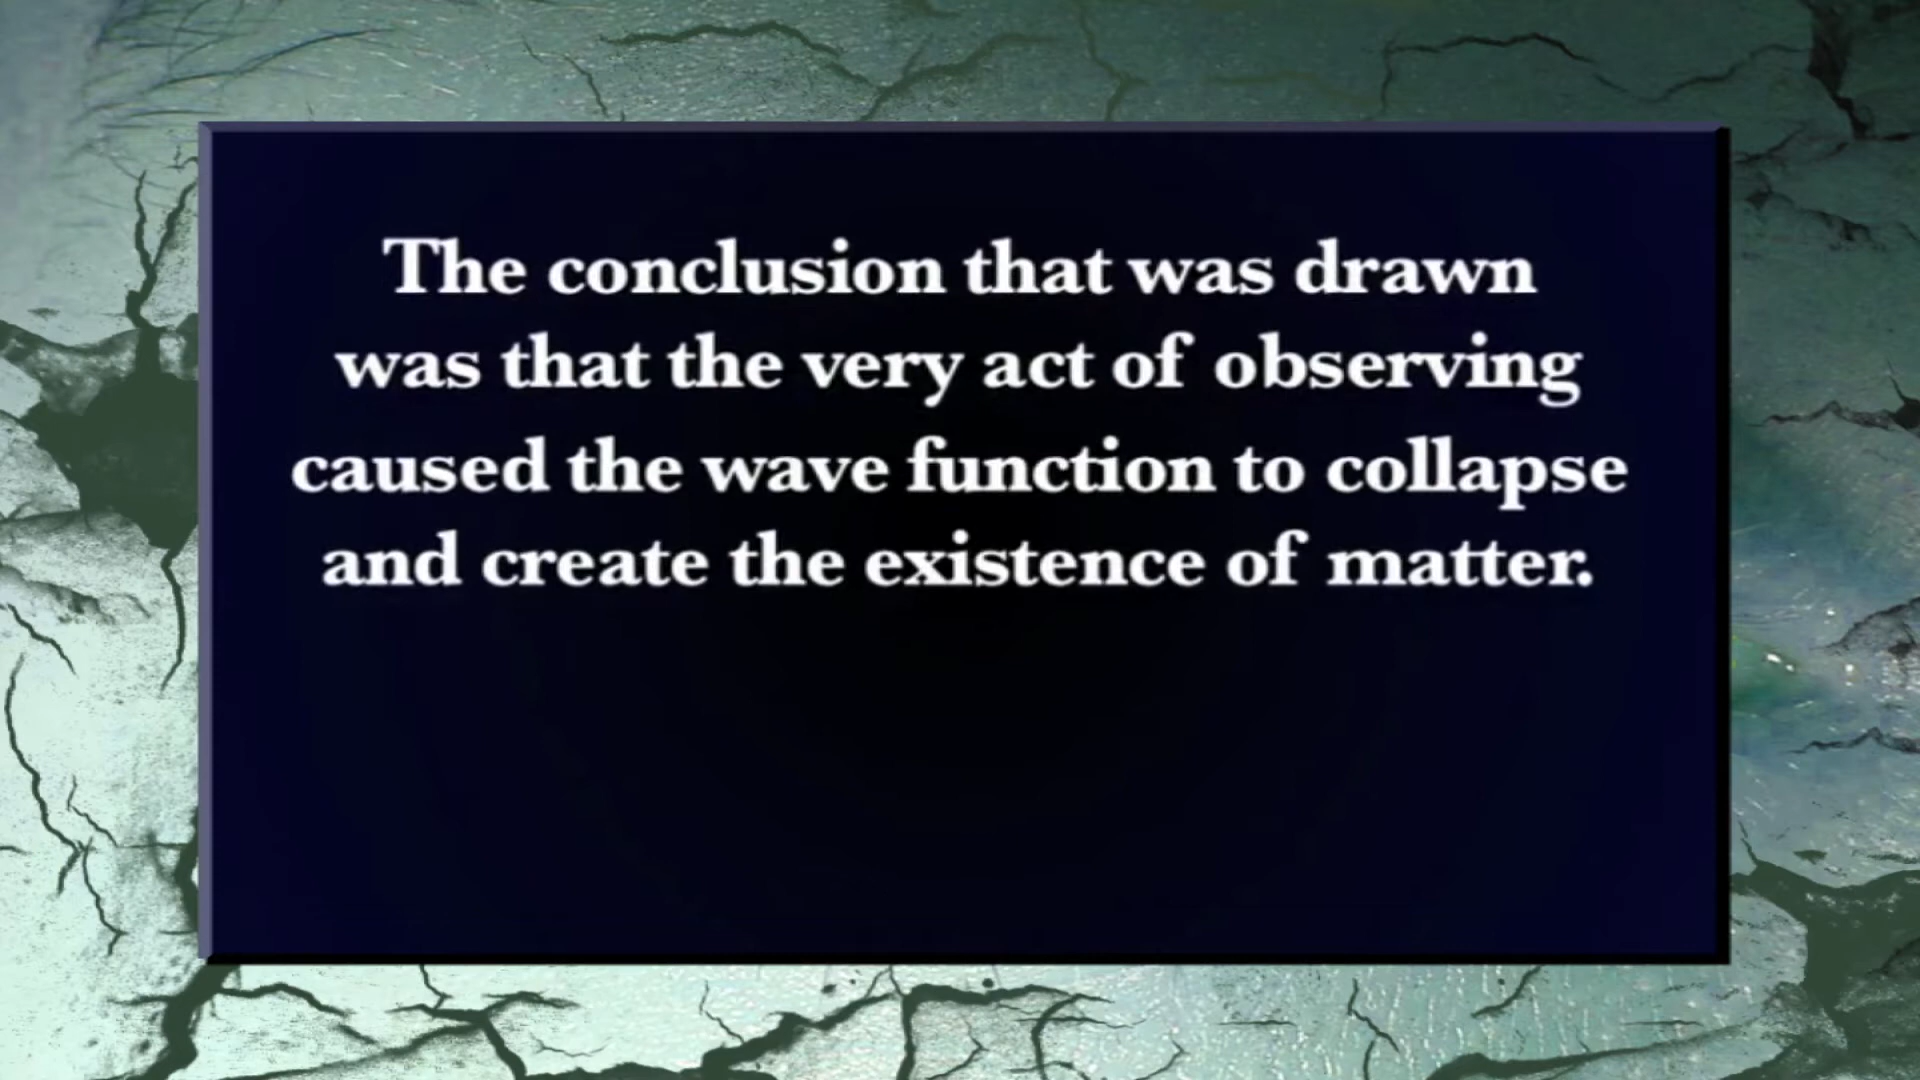 The conclusion that was drawn
was that the very act of observing
caused the wave function to collapse
and create the existence of matter.